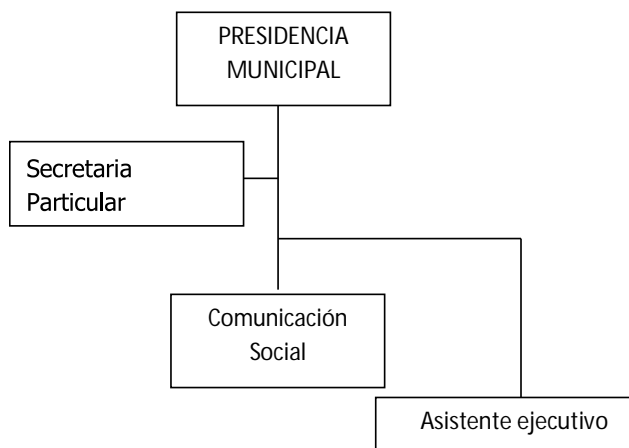 PRESIDENCIA
MUNICIPAL
Secretaria
Particular
Comunicación
Social
Asistente ejecutivo